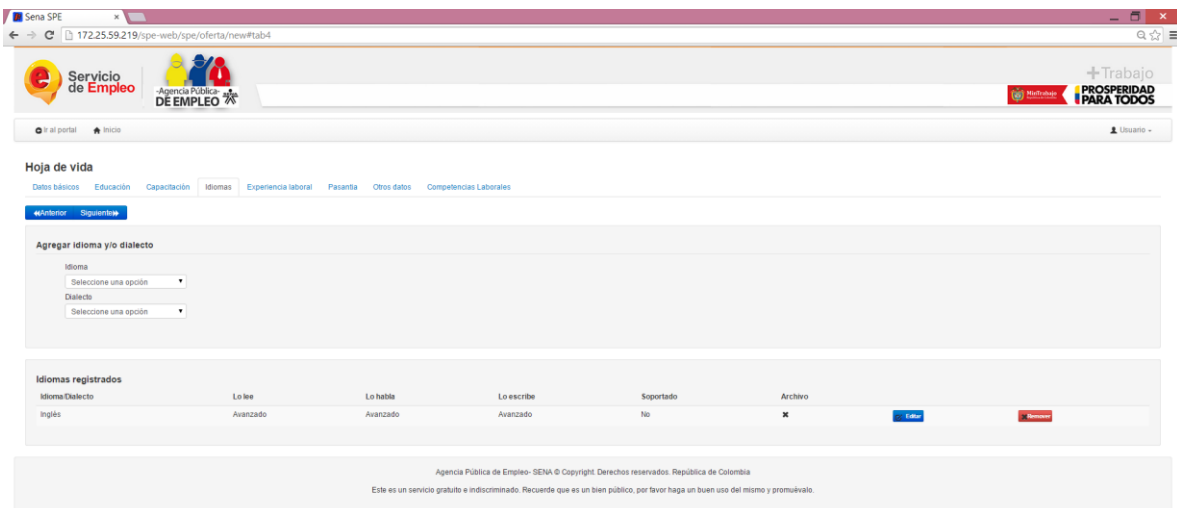 Sena SPE
172.25.59.219/spe-web/spe/oferta/new#tab4
Servicio
de Empleo
-Agencia Pública-
DE EMPLEO
+Trabajo
MinTrabajo
PROSPERIDAD
PARA TODOS
Ir al portal Inicio
Usuario
Hoja de vida
Datos básicos Educación Capacitación Idiomas Experiencia laboral Pasantía Otros datos Competencias Laborales
Anterior Siguiente
Agregar idioma y/o dialecto
Idioma
Seleccione una opción
Dialecto
Seleccione una opción
Idiomas registrados
Idioma/Dialecto Lo lee Lo habla Lo escribe Soportado Archivo
Inglés Avanzado Avanzado Avanzado No Editar Remover
Agencia Pública de Empleo- SENA © Copyright. Derechos reservados. República de Colombia
Este es un servicio gratuito e indiscriminado. Recuerde que es un bien público, por favor haga un buen uso del mismo y promuévalo.